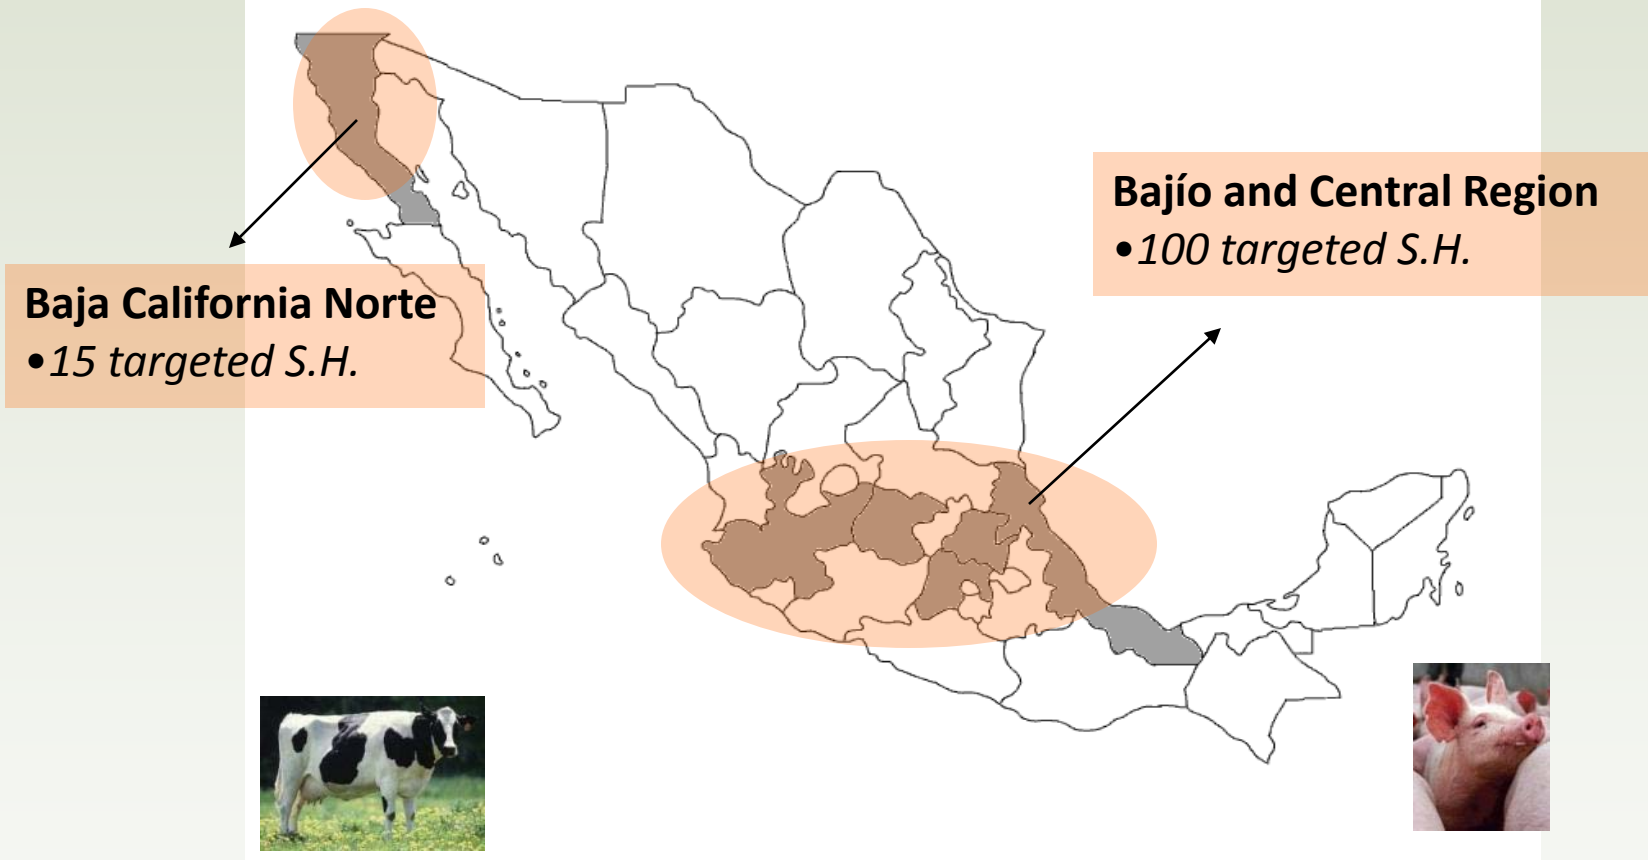 Bajío and Central Region
•100 targeted S.H.
Baja California Norte
•15 targeted S.H.